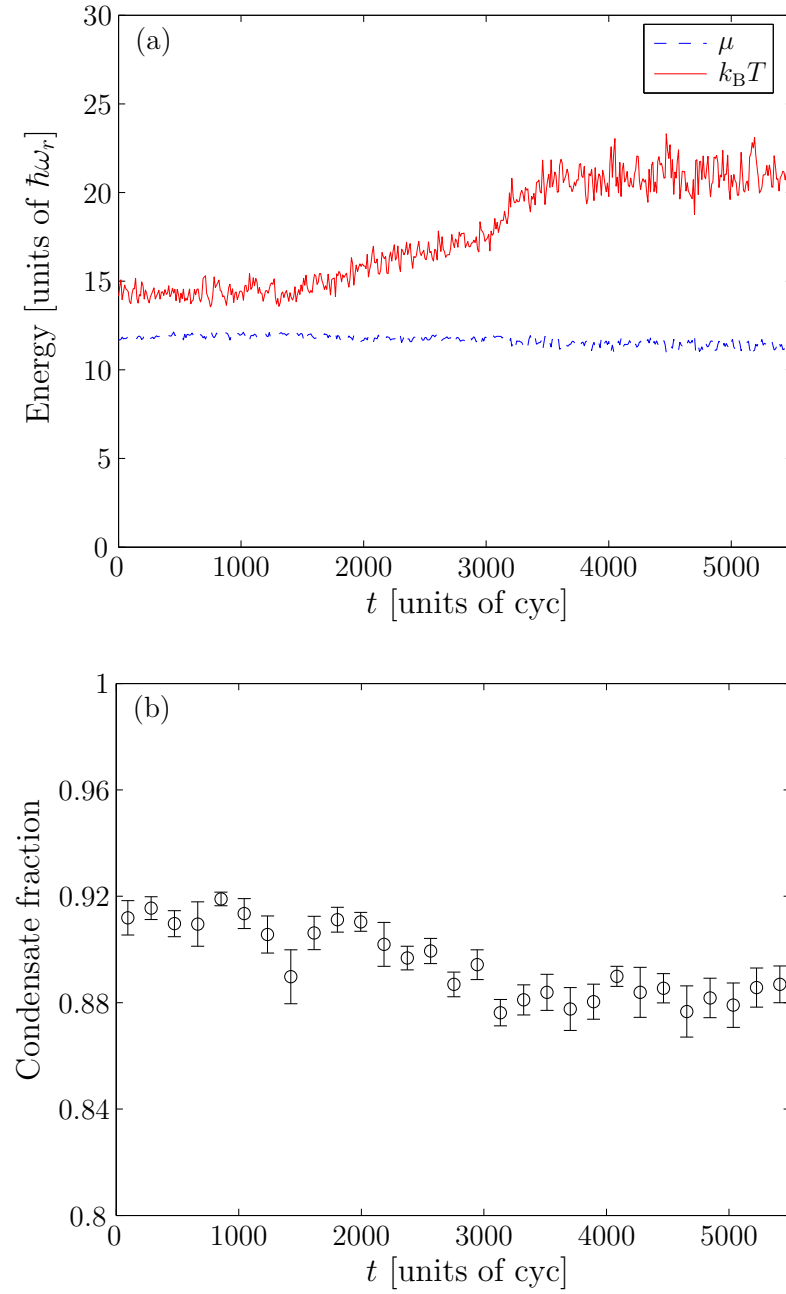 (a)
μ
k_B T
Energy [units of ħω_r]
30
25
20
15
10
5
0
0 1000 2000 3000 4000 5000
t [units of cyc]
(b)
Condensate fraction
1
0.96
0.92
0.88
0.84
0.8
0 1000 2000 3000 4000 5000
t [units of cyc]